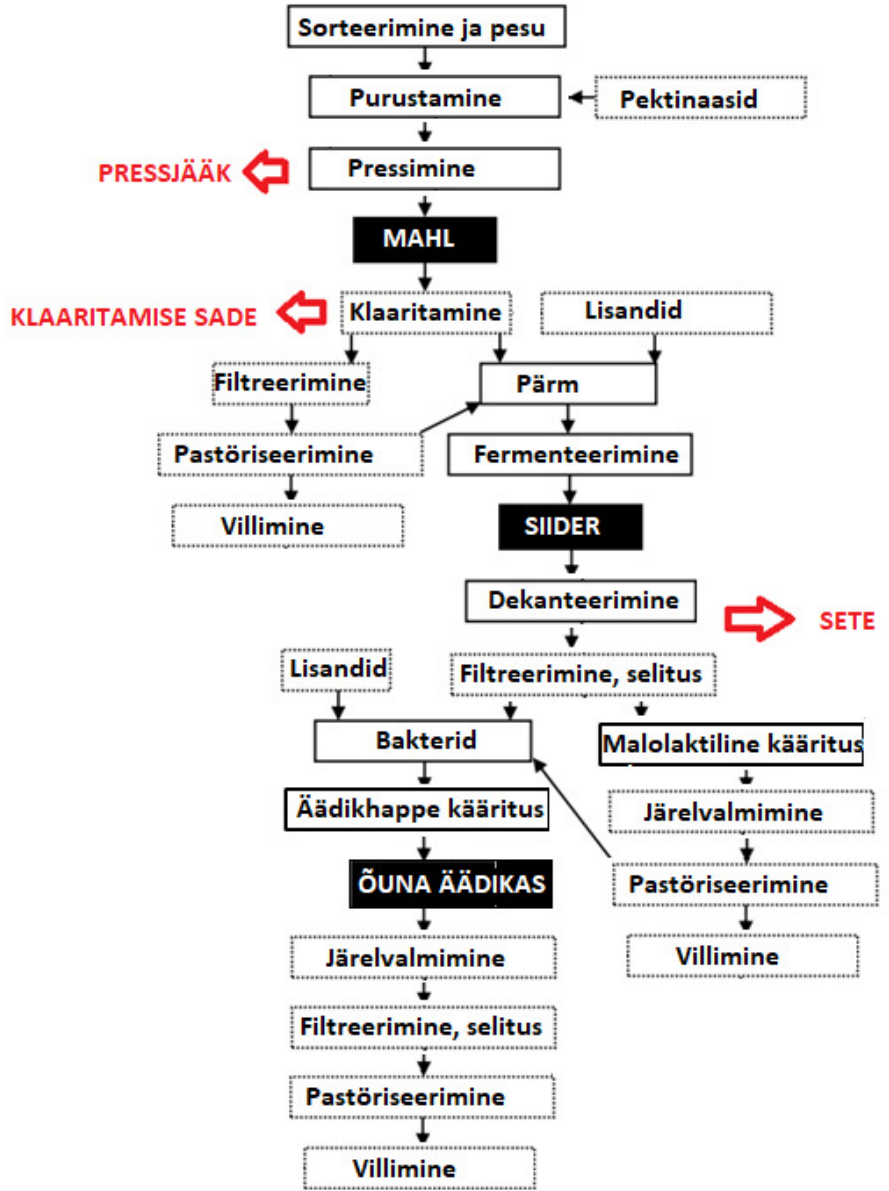 Sorteerimine ja pesu
Purustamine
Pektinaasid
PRESSJÄÄK
Pressimine
MAHL
KLAARITAMISE SADE
Klaaritamine
Lisandid
Filtreerimine
Pärm
Pastöriseerimine
Fermenteerimine
Villimine
SIIDER
Dekanteerimine
SETE
Lisandid
Filtreerimine, selitus
Bakterid
Malolaktiline kääritus
Äädikhappe kääritus
Järelvalmimine
ÕUNA ÄÄDIKAS
Pastöriseerimine
Järelvalmimine
Villimine
Filtreerimine, selitus
Pastöriseerimine
Villimine